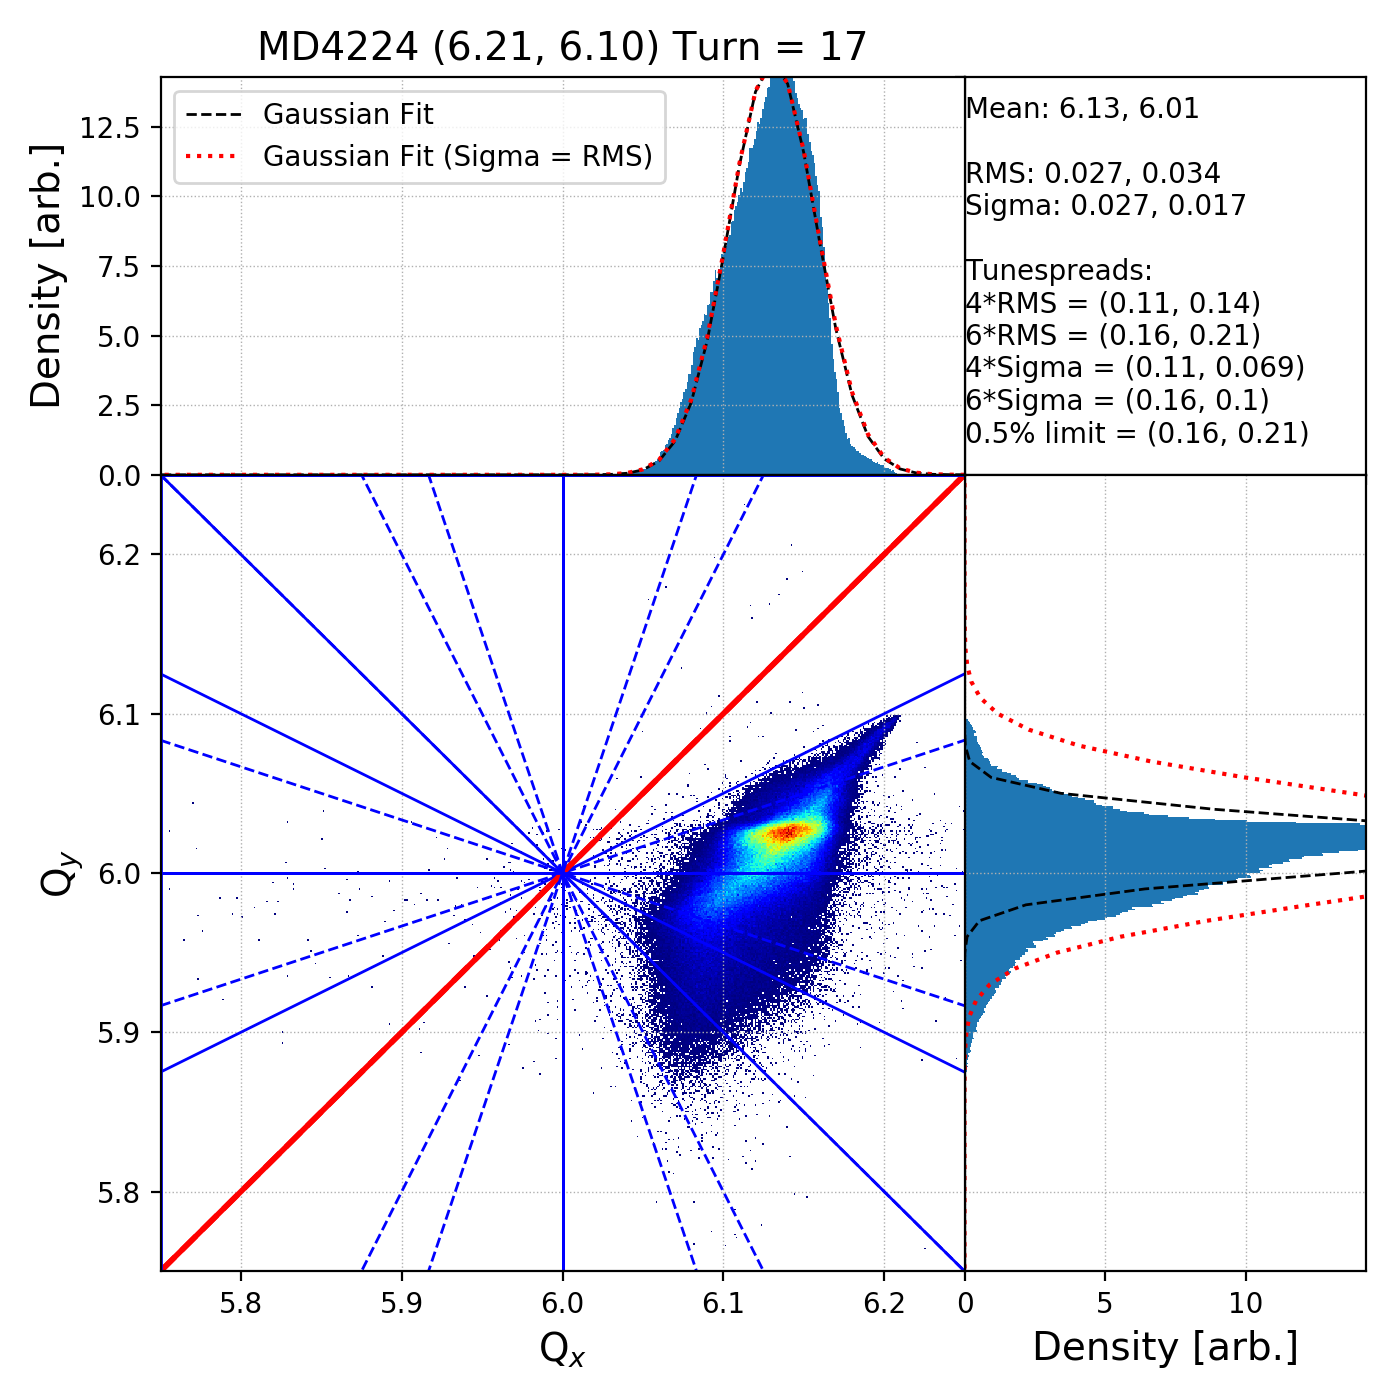 MD4224 (6.21, 6.10) Turn = 17
Gaussian Fit
Gaussian Fit (Sigma = RMS)
Density [arb.]
12.5
10.0
7.5
5.0
2.5
0.0
Mean: 6.13, 6.01
RMS: 0.027, 0.034
Sigma: 0.027, 0.017
Tunespreads:
4*RMS = (0.11, 0.14)
6*RMS = (0.16, 0.21)
4*Sigma = (0.11, 0.069)
6*Sigma = (0.16, 0.1)
0.5% limit = (0.16, 0.21)
Qy
6.2
6.1
6.0
5.9
5.8
5.8 5.9 6.0 6.1 6.2
Qx
0 5 10
Density [arb.]